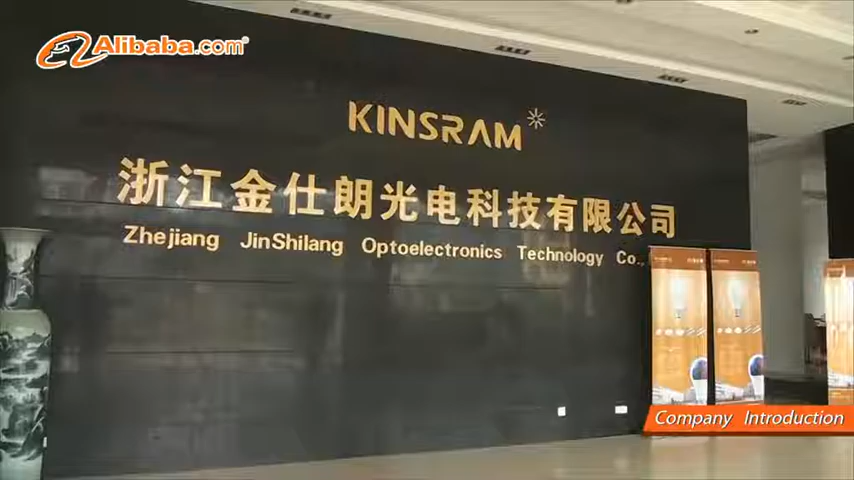 Alibaba.com
KINSRAM
浙江金仕朗光电科技有限公司
Zhejiang JinShilang Optoelectronics Technology Co.,
Company Introduction